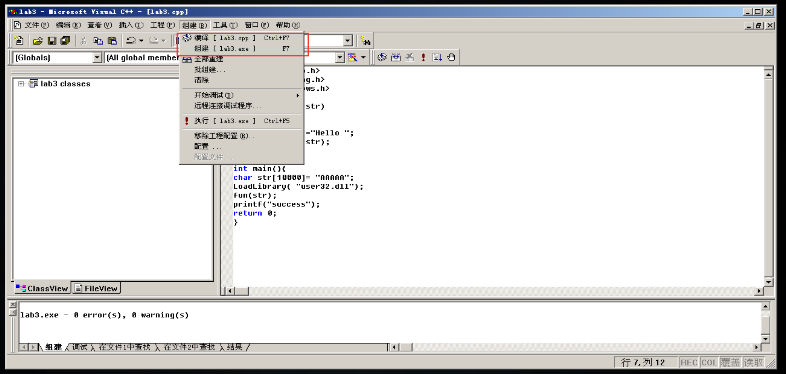 lab3 - Microsoft Visual C++ - [lab3.cpp]
文件(F) 编辑(E) 查看(V) 插入(I) 工程(P) 组建(B) 工具(T) 窗口(W) 帮助(H)
编译 [lab3.cpp] Ctrl+F7
组建 [lab3.exe] F7
[Globals] [All global member
全部重建
批组建...
清除
开始调试(D)
远程连接调试程序...
执行 [lab3.exe] Ctrl+F5
移除工程配置(R)...
配置...
配置文件...
lab3 classes
.h>
g.h>
ws.h>
str)
="Hello ";
str);
int main(){
char str[10000]= "AAAAA";
LoadLibrary( "user32.dll");
fun(str);
printf("success");
return 0;
}
ClassView FileView
lab3.exe - 0 error(s), 0 warning(s)
组建 调试 在文件1中查找 在文件2中查找 结果
行 7, 列 12 REC COL 覆盖 读取